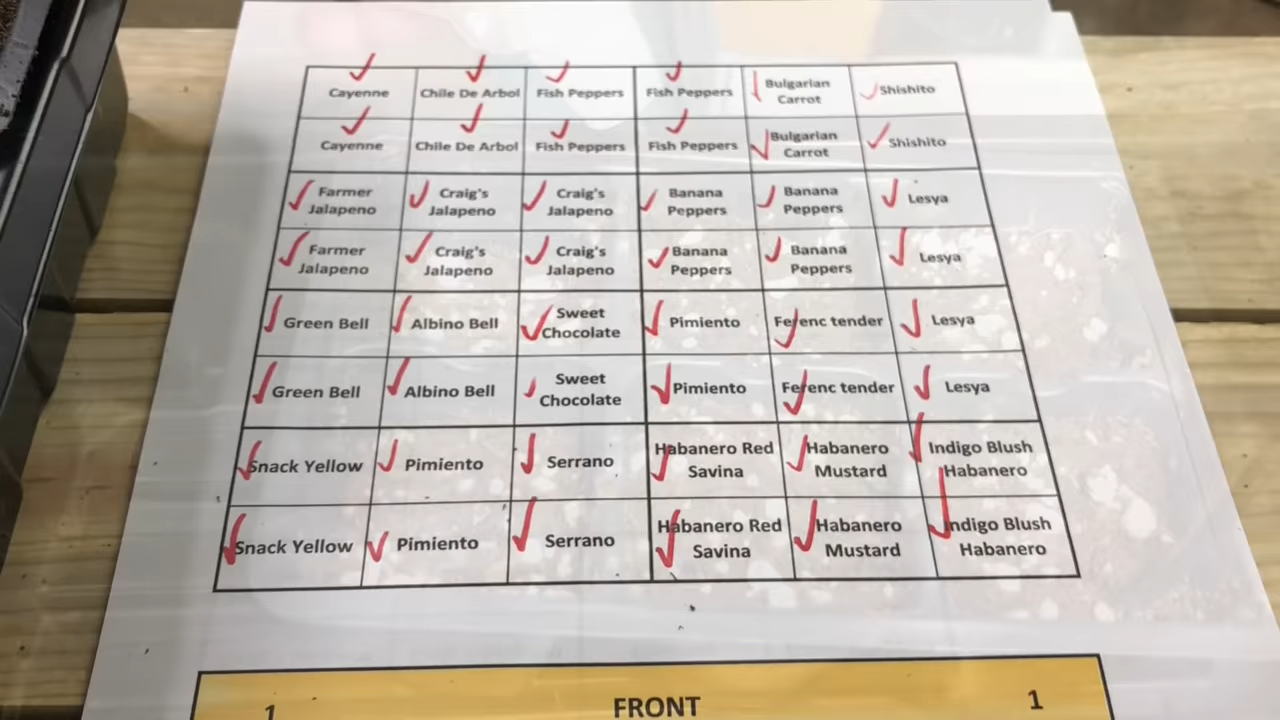 Cayenne Chile De Arbol Fish Peppers Fish Peppers Bulgarian Carrot Shishito
Cayenne Chile De Arbol Fish Peppers Fish Peppers Bulgarian Carrot Shishito
Farmer Jalapeno Craig's Jalapeno Craig's Jalapeno Banana Peppers Banana Peppers Lesya
Farmer Jalapeno Craig's Jalapeno Craig's Jalapeno Banana Peppers Banana Peppers Lesya
Green Bell Albino Bell Sweet Chocolate Pimiento Ferenc tender Lesya
Green Bell Albino Bell Sweet Chocolate Pimiento Ferenc tender Lesya
Snack Yellow Pimiento Serrano Habanero Red Savina Habanero Mustard Indigo Blush Habanero
Snack Yellow Pimiento Serrano Habanero Red Savina Habanero Mustard Indigo Blush Habanero
1 FRONT 1